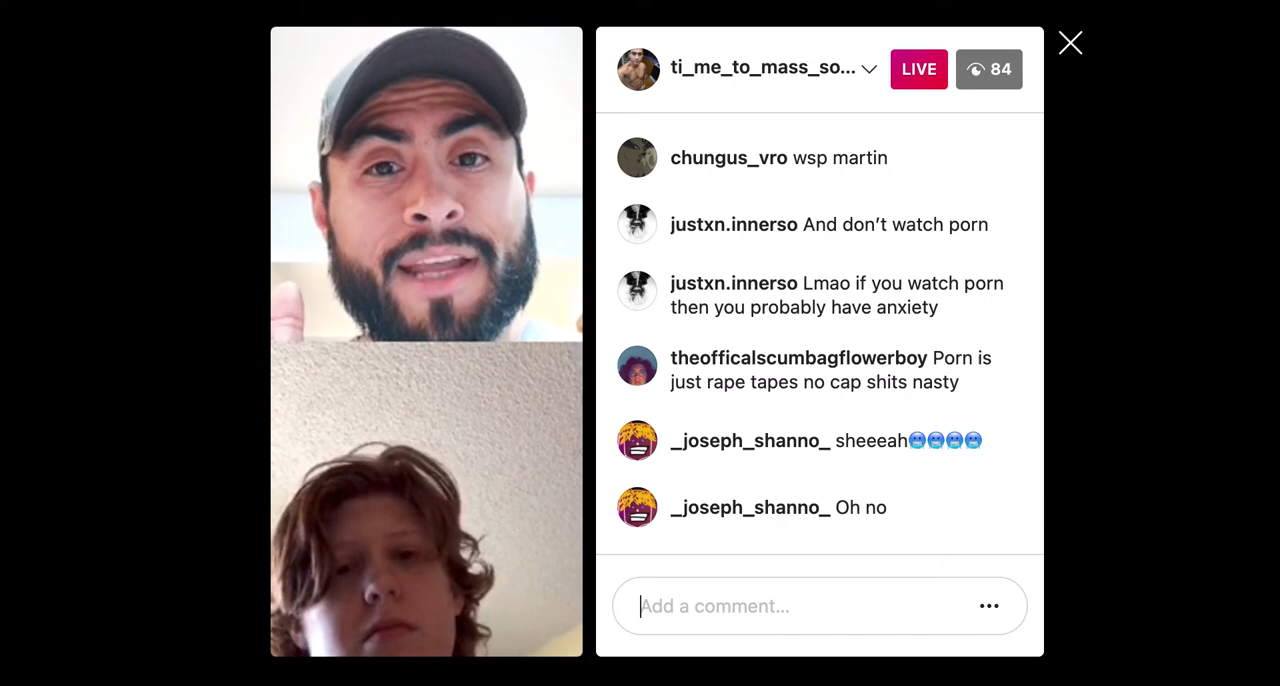 ti_me_to_mass_so...
LIVE
84
chungus_vro wsp martin
justxn.innerso And don’t watch porn
justxn.innerso Lmao if you watch porn
then you probably have anxiety
theofficalscumbagflowerboy Porn is
just rape tapes no cap shits nasty
_joseph_shanno_ sheeeah🥶🥶🥶🥶
_joseph_shanno_ Oh no
Add a comment...